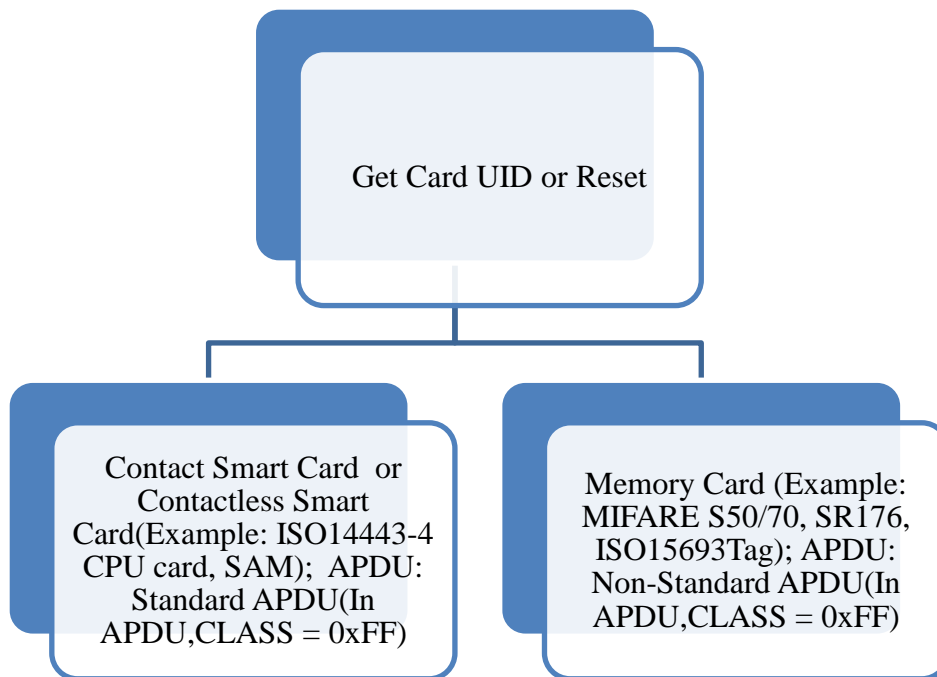 Get Card UID or Reset
Contact Smart Card or
Contactless Smart
Card(Example: ISO14443-4
CPU card, SAM); APDU:
Standard APDU(In
APDU,CLASS = 0xFF)
Memory Card (Example:
MIFARE S50/70, SR176,
ISO15693Tag); APDU:
Non-Standard APDU(In
APDU,CLASS = 0xFF)